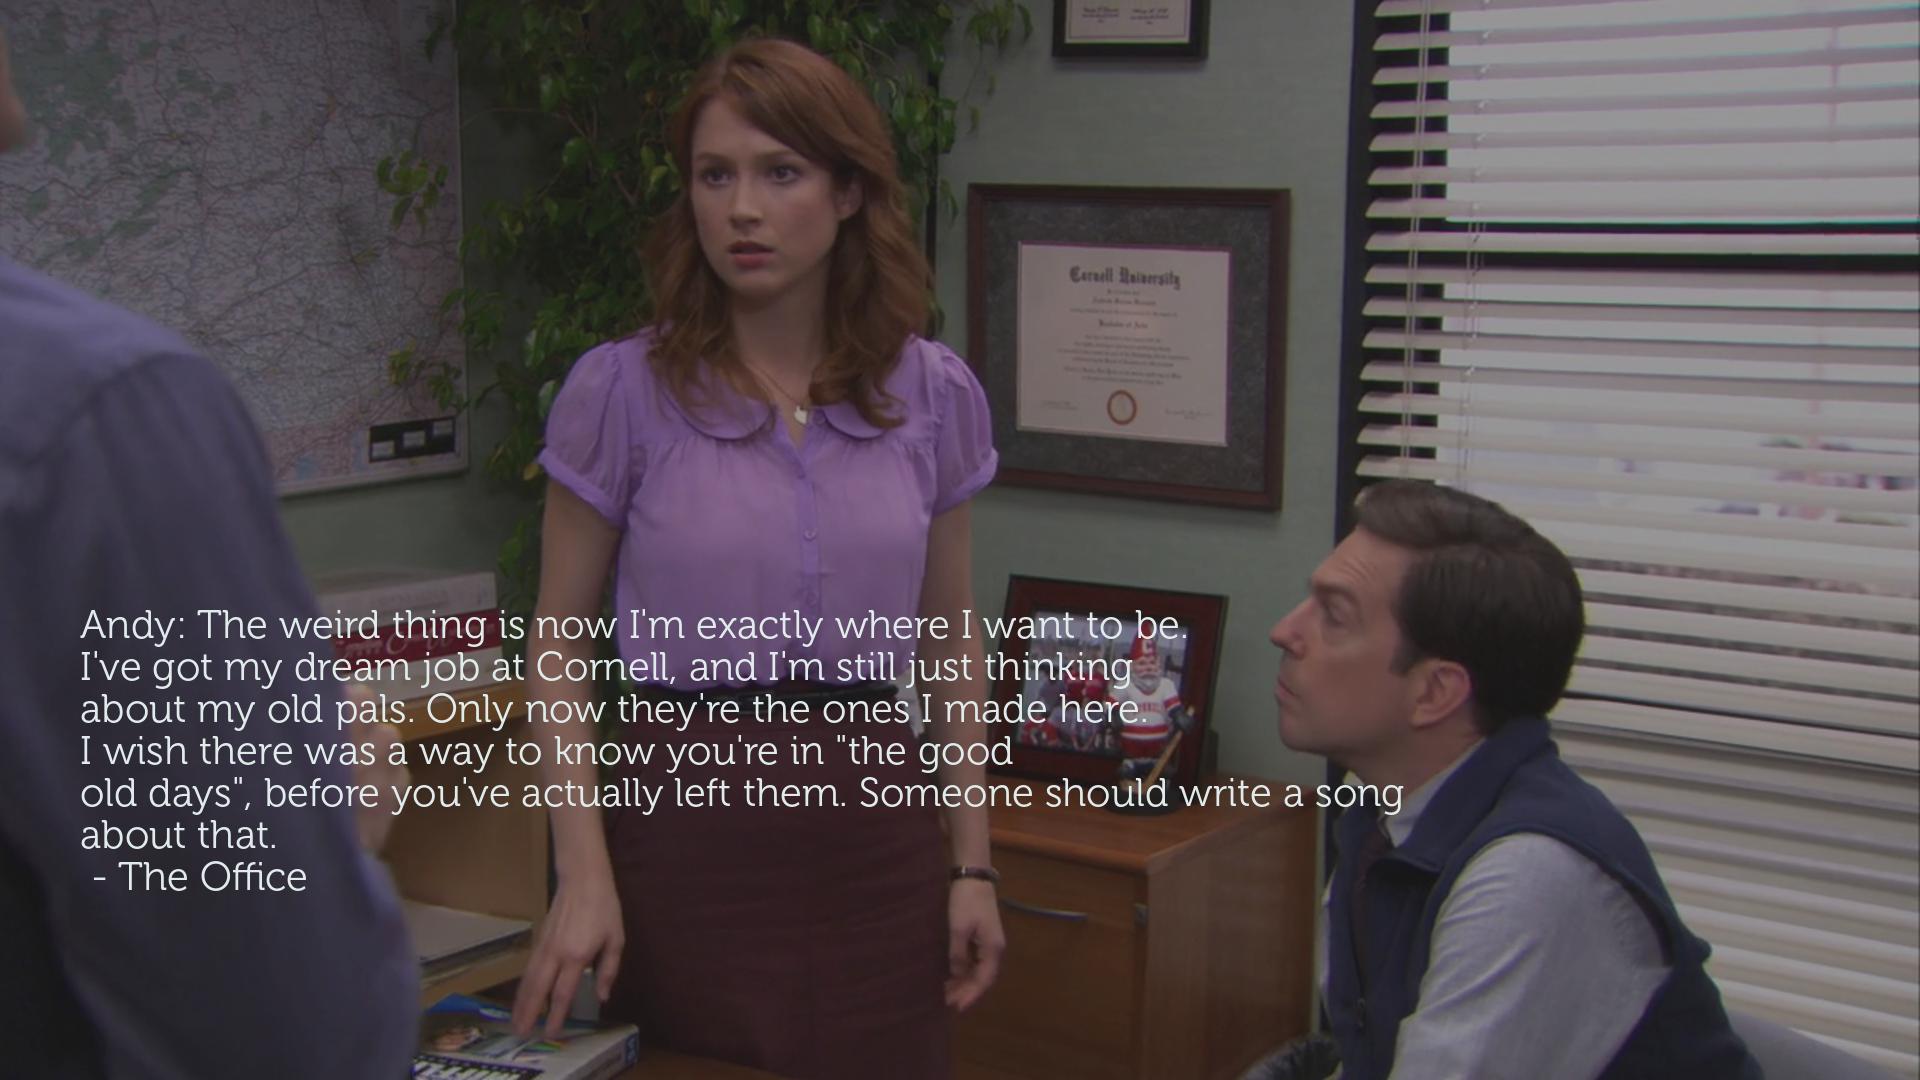 Cornell University
Bachelor of Arts
Andy: The weird thing is now I'm exactly where I want to be.
I've got my dream job at Cornell, and I'm still just thinking
about my old pals. Only now they're the ones I made here.
I wish there was a way to know you're in "the good
old days", before you've actually left them. Someone should write a song
about that.
- The Office